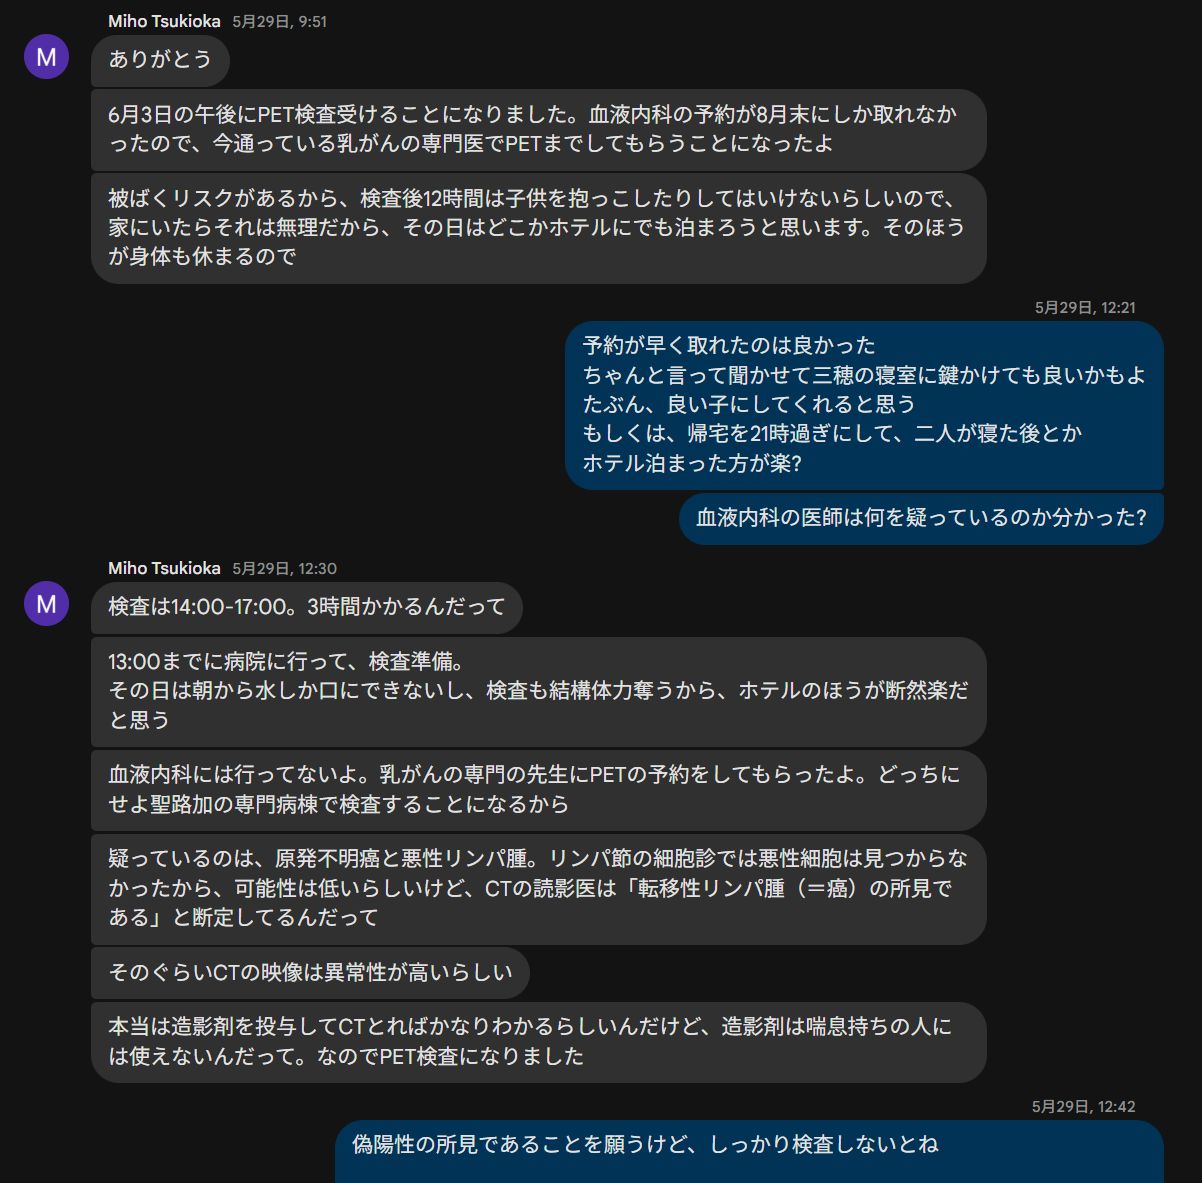 Miho Tsukioka 5月29日, 9:51
M
ありがとう
6月3日の午後にPET検査受けることになりました。血液内科の予約が8月末にしか取れなか
ったので、今通っている乳がんの専門医でPETまでしてもらうことになったよ
被ばくリスクがあるから、検査後12時間は子供を抱っこしたりしてはいけないらしいので、
家にいたらそれは無理だから、その日はどこかホテルにでも泊まろうと思います。そのほう
が身体も休まるので
5月29日, 12:21
予約が早く取れたのは良かった
ちゃんと言って聞かせて三穂の寝室に鍵かけても良いかもよ
たぶん、良い子にしてくれると思う
もしくは、帰宅を21時過ぎにして、二人が寝た後とか
ホテル泊まった方が楽?
血液内科の医師は何を疑っているのか分かった?
Miho Tsukioka 5月29日, 12:30
M
検査は14:00-17:00。3時間かかるんだって
13:00までに病院に行って、検査準備。
その日は朝から水しか口にできないし、検査も結構体力奪うから、ホテルのほうが断然楽だ
と思う
血液内科には行ってないよ。乳がんの専門の先生にPETの予約をしてもらったよ。どっちに
せよ聖路加の専門病棟で検査することになるから
疑っているのは、原発不明癌と悪性リンパ腫。リンパ節の細胞診では悪性細胞は見つからな
かったから、可能性は低いらしいけど、CTの読影医は「転移性リンパ腫（＝癌）の所見で
ある」と断定してるんだって
そのぐらいCTの映像は異常性が高いらしい
本当は造影剤を投与してCTとればかなりわかるらしいんだけど、造影剤は喘息持ちの人に
は使えないんだって。なのでPET検査になりました
5月29日, 12:42
偽陽性の所見であることを願うけど、しっかり検査しないとね